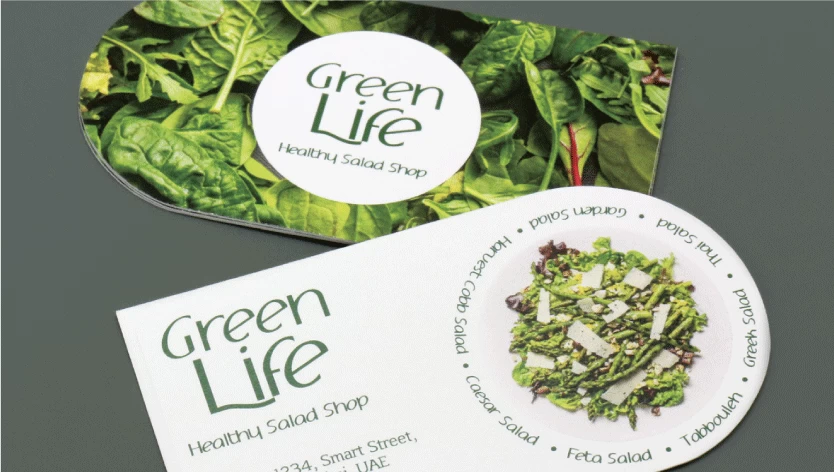 Green
Life
Healthy Salad Shop
Green
Life
Healthy Salad Shop
1234, Smart Street,
UAE
Garden Salad • Thai Salad • Greek Salad • Tabbouleh • Feta Salad • Caesar Salad • Harvest Cobb Salad •